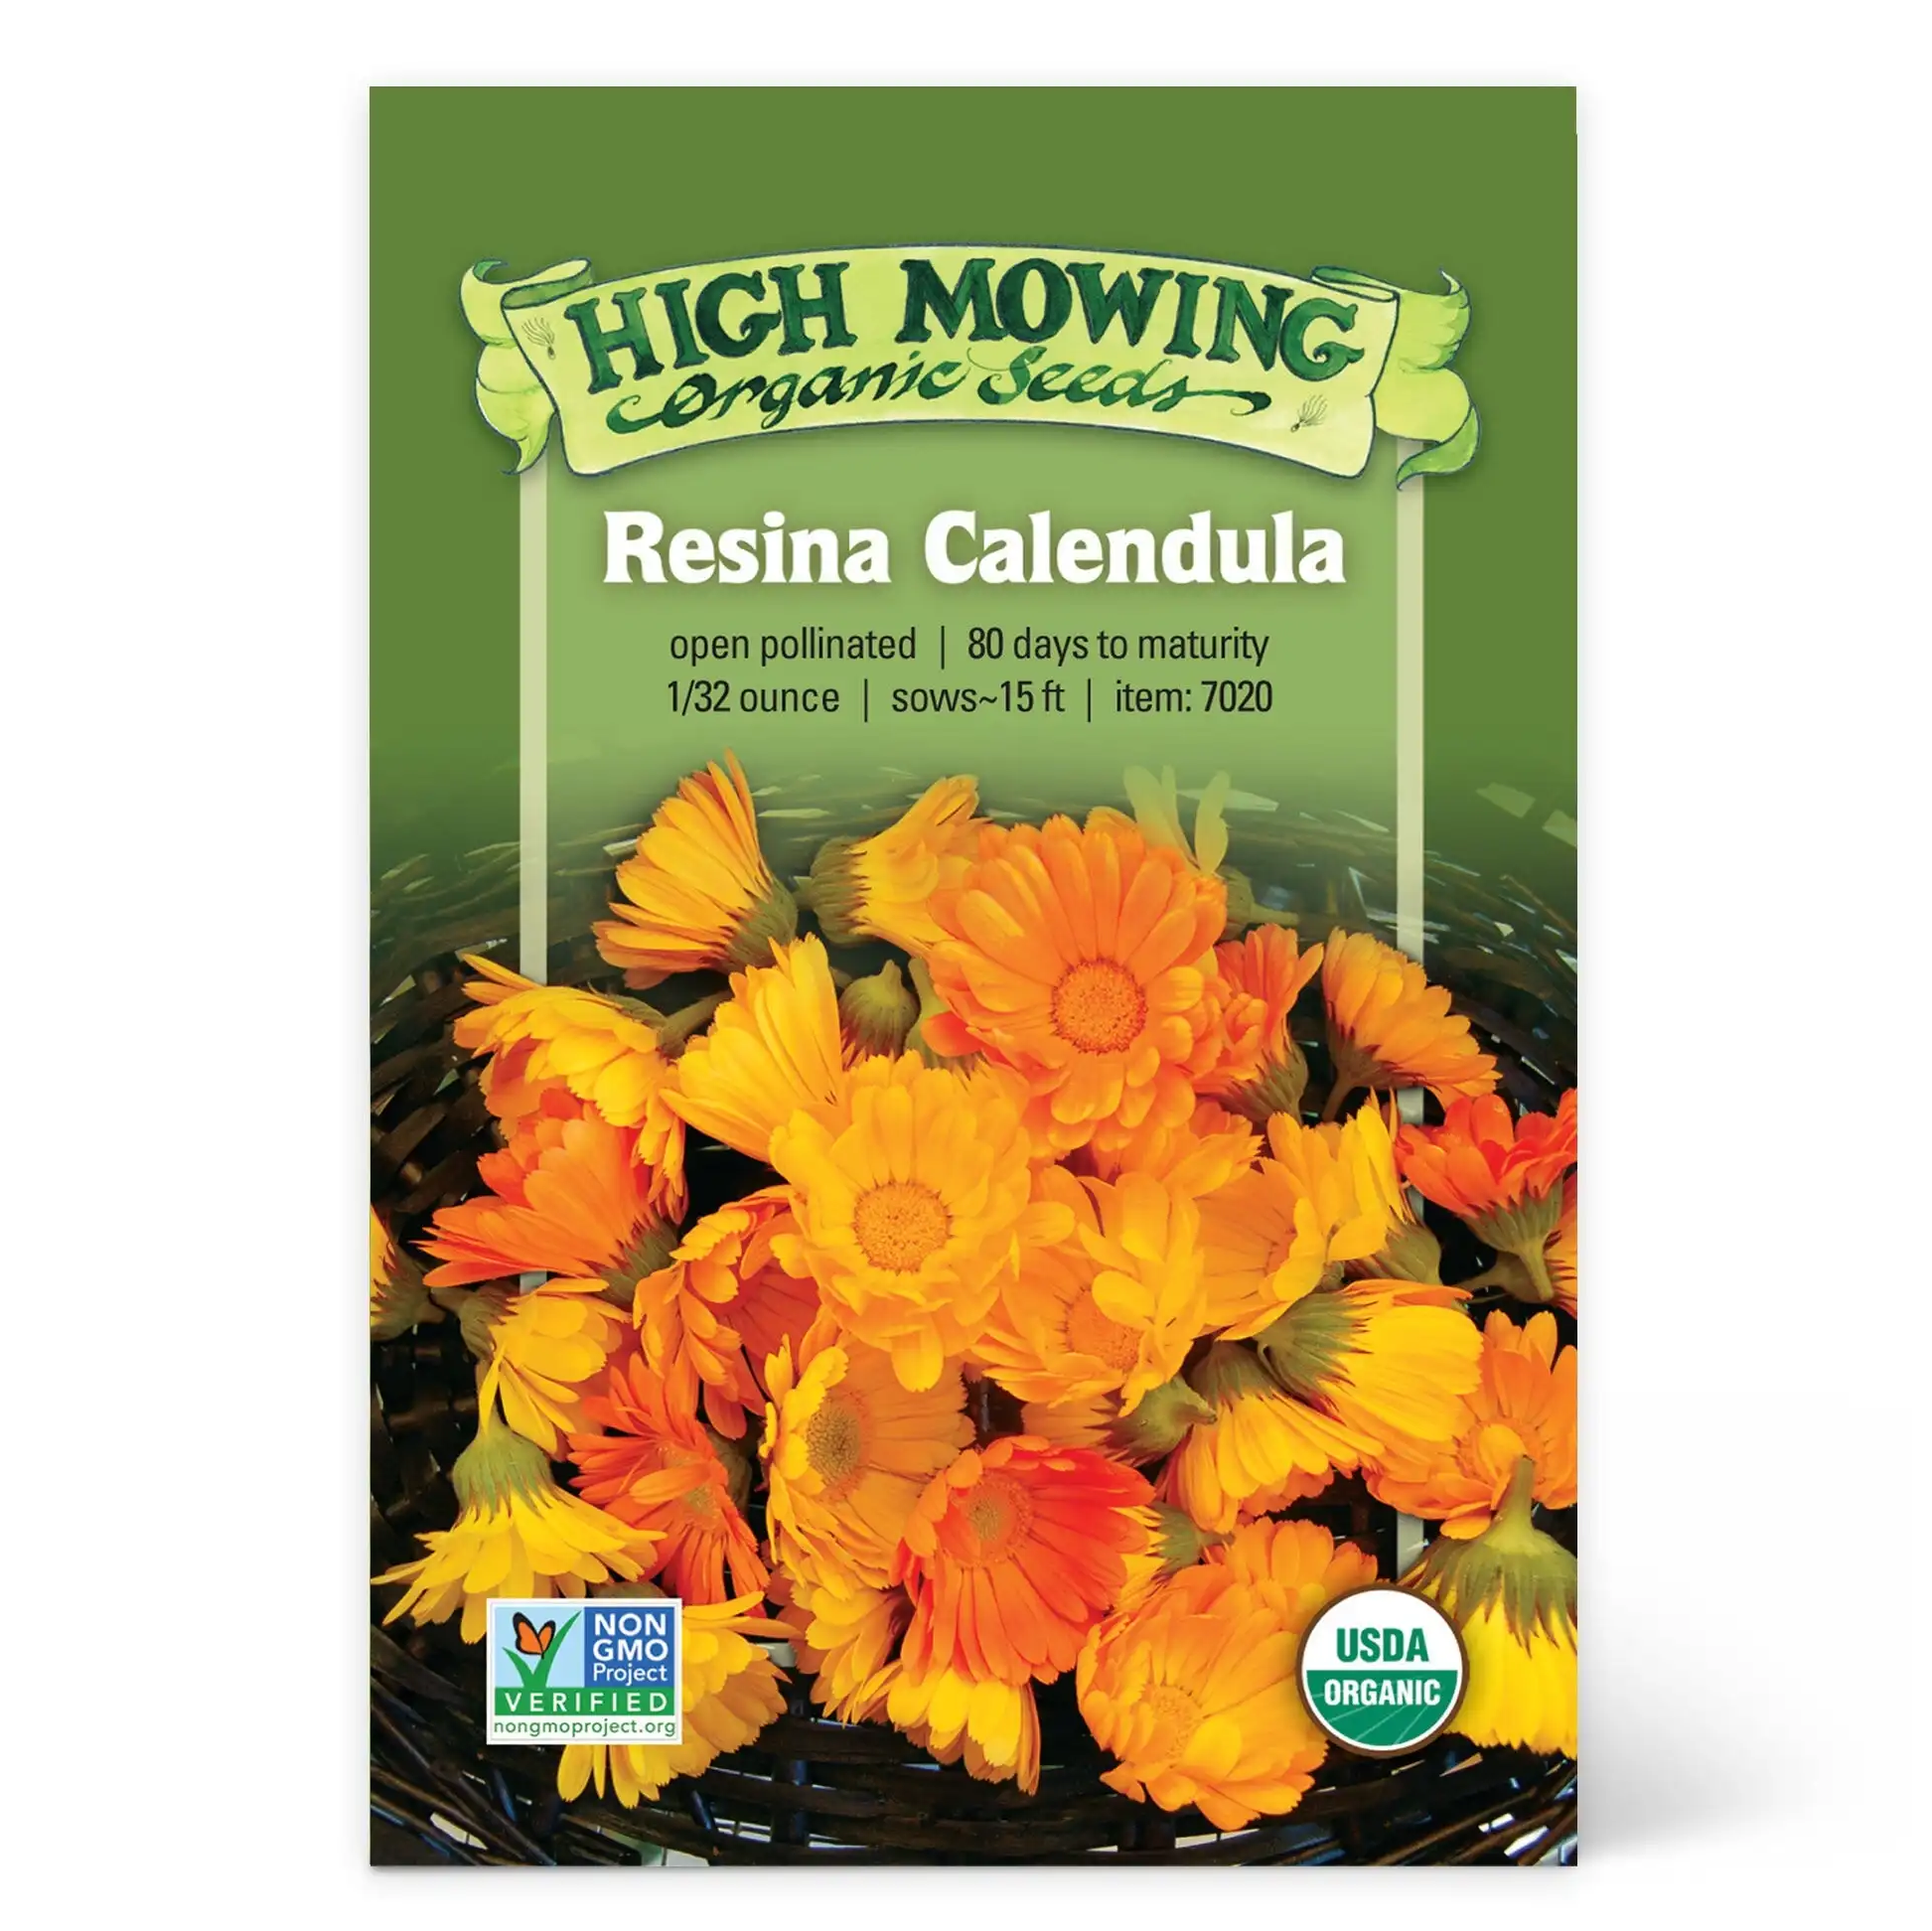 HIGH MOWING
Organic Seeds
Resina Calendula
open pollinated | 80 days to maturity
1/32 ounce | sows~15 ft | item: 7020
NON
GMO
Project
VERIFIED
nongmoproject.org
USDA
ORGANIC